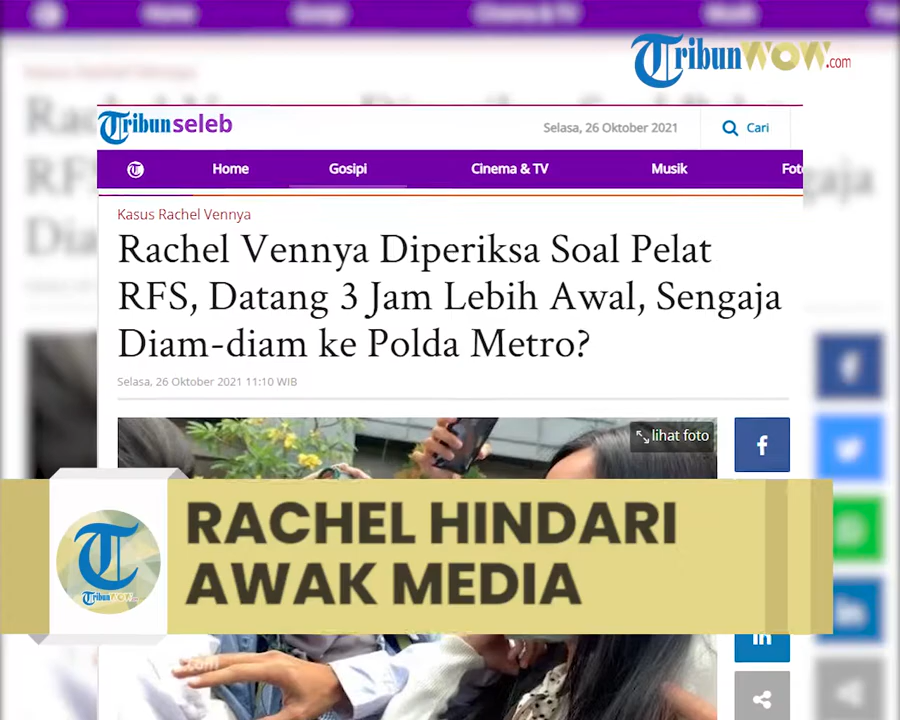 TribunWOW.com
Tribunseleb
Selasa, 26 Oktober 2021
Cari
Home
Gosipi
Cinema & TV
Musik
Kasus Rachel Vennya
Rachel Vennya Diperiksa Soal Pelat
RFS, Datang 3 Jam Lebih Awal, Sengaja
Diam-diam ke Polda Metro?
Selasa, 26 Oktober 2021 11:10 WIB
lihat foto
f
RACHEL HINDARI
AWAK MEDIA
in